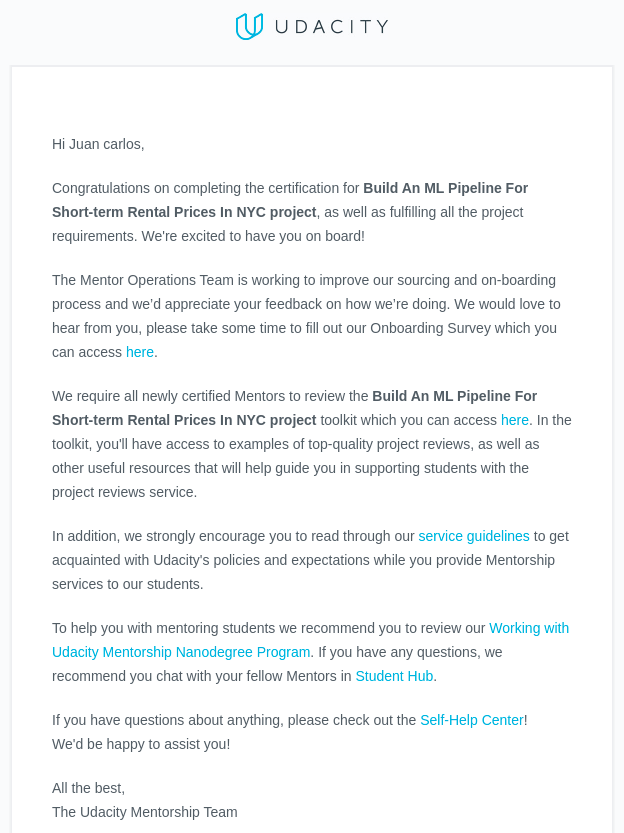 UDACITY
Hi Juan carlos,
Congratulations on completing the certification for Build An ML Pipeline For
Short-term Rental Prices In NYC project, as well as fulfilling all the project
requirements. We're excited to have you on board!
The Mentor Operations Team is working to improve our sourcing and on-boarding
process and we’d appreciate your feedback on how we’re doing. We would love to
hear from you, please take some time to fill out our Onboarding Survey which you
can access here.
We require all newly certified Mentors to review the Build An ML Pipeline For
Short-term Rental Prices In NYC project toolkit which you can access here. In the
toolkit, you'll have access to examples of top-quality project reviews, as well as
other useful resources that will help guide you in supporting students with the
project reviews service.
In addition, we strongly encourage you to read through our service guidelines to get
acquainted with Udacity's policies and expectations while you provide Mentorship
services to our students.
To help you with mentoring students we recommend you to review our Working with
Udacity Mentorship Nanodegree Program. If you have any questions, we
recommend you chat with your fellow Mentors in Student Hub.
If you have questions about anything, please check out the Self-Help Center!
We'd be happy to assist you!
All the best,
The Udacity Mentorship Team